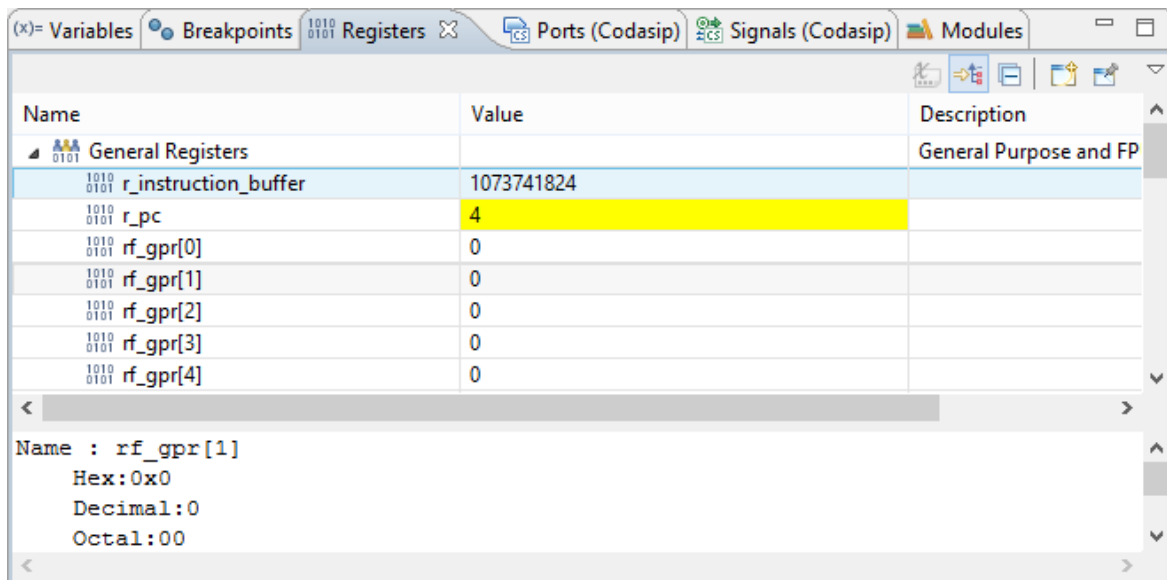 (x)= Variables Breakpoints 1010 0101 Registers Ports (Codasip) Signals (Codasip) Modules
Name Value Description
General Registers General Purpose and FP
r_instruction_buffer 1073741824
r_pc 4
rf_gpr[0] 0
rf_gpr[1] 0
rf_gpr[2] 0
rf_gpr[3] 0
rf_gpr[4] 0
Name : rf_gpr[1]
Hex:0x0
Decimal:0
Octal:00